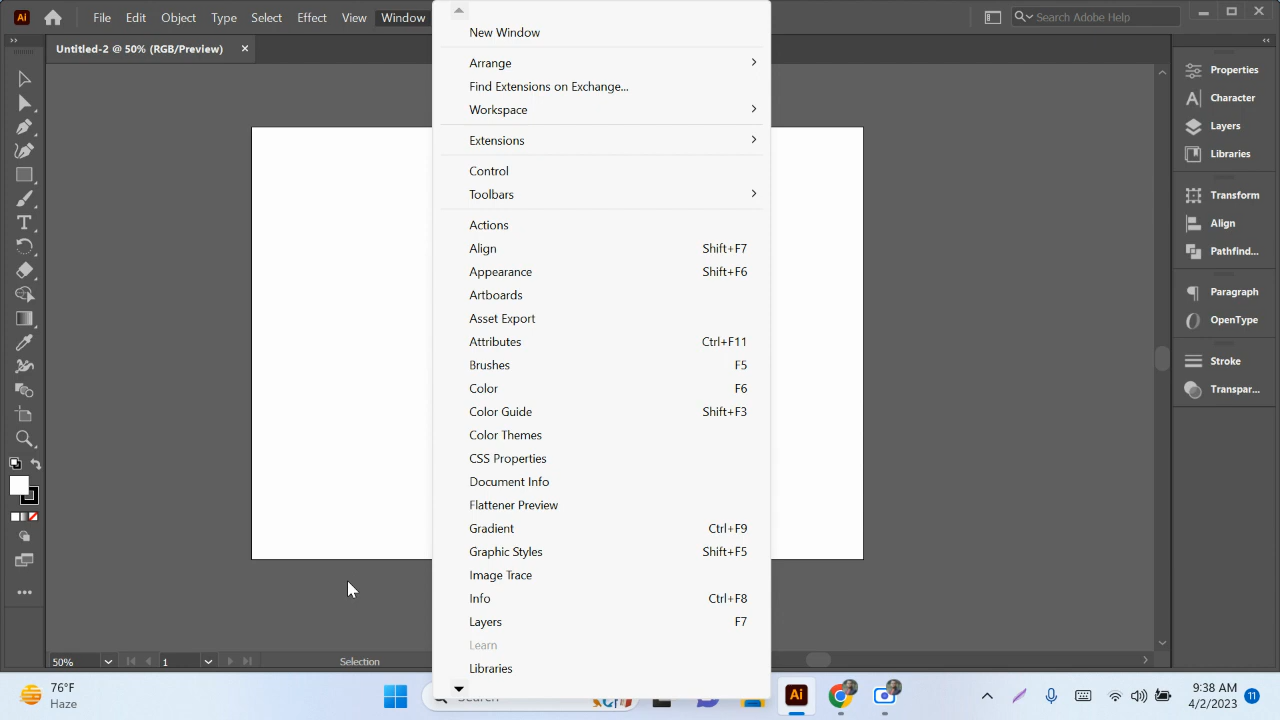 Ai File Edit Object Type Select Effect View Window Search Adobe Help
Untitled-2 @ 50% (RGB/Preview)
New Window
Arrange
Find Extensions on Exchange...
Workspace
Extensions
Control
Toolbars
Actions
Align Shift+F7
Appearance Shift+F6
Artboards
Asset Export
Attributes Ctrl+F11
Brushes F5
Color F6
Color Guide Shift+F3
Color Themes
CSS Properties
Document Info
Flattener Preview
Gradient Ctrl+F9
Graphic Styles Shift+F5
Image Trace
Info Ctrl+F8
Layers F7
Learn
Libraries
Properties
Character
Layers
Libraries
Transform
Align
Pathfind...
Paragraph
OpenType
Stroke
Transpar...
50% 1 Selection
76°F
Haze
Search
Ai
9:38 AM
4/2/2023
11